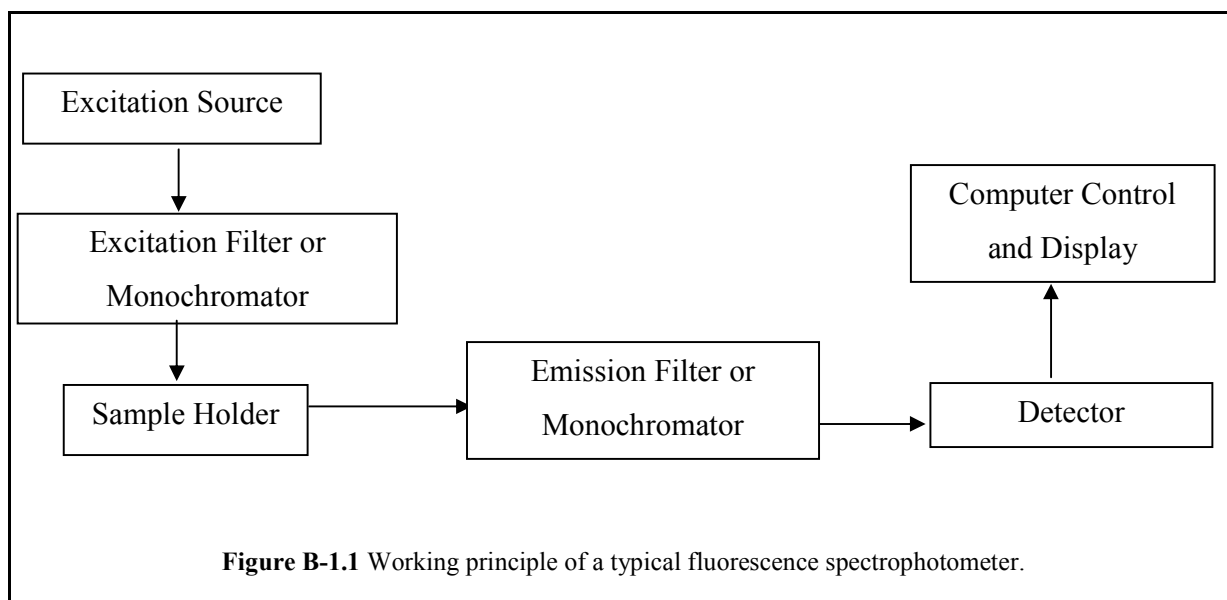 Excitation Source
Excitation Filter or
Monochromator
Sample Holder
Emission Filter or
Monochromator
Detector
Computer Control
and Display
Figure B-1.1 Working principle of a typical fluorescence spectrophotometer.